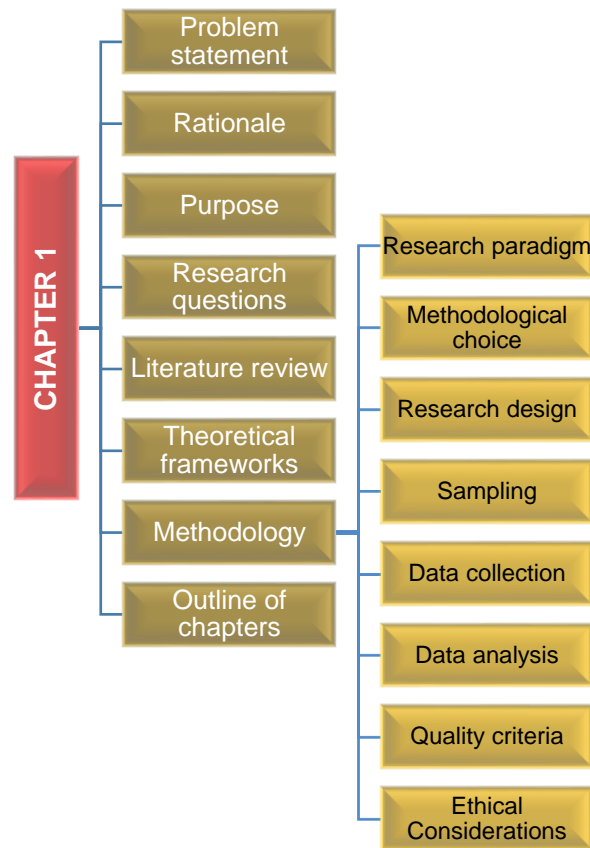 CHAPTER 1
Problem
statement
Rationale
Purpose
Research
questions
Literature review
Theoretical
frameworks
Methodology
Outline of
chapters
Research paradigm
Methodological
choice
Research design
Sampling
Data collection
Data analysis
Quality criteria
Ethical
Considerations